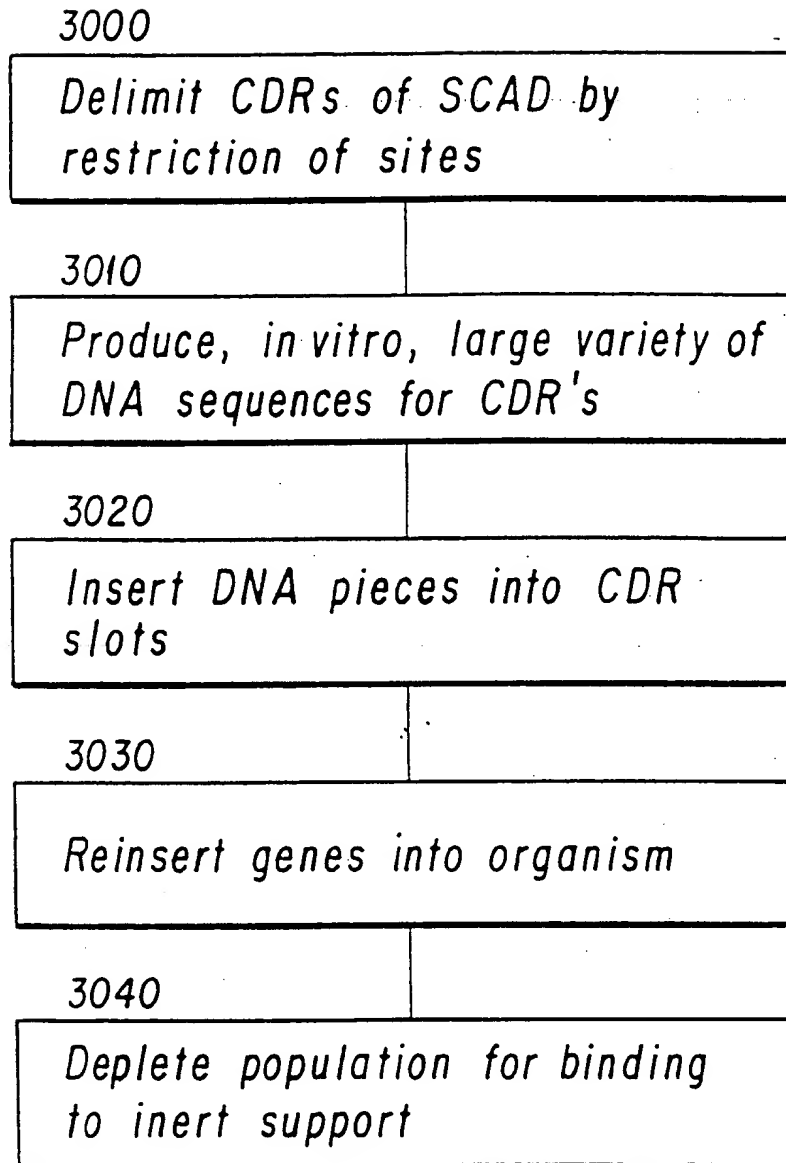 3000
Delimit CDRs of SCAD by
restriction of sites
3010
Produce, in vitro, large variety of
DNA sequences for CDR's
3020
Insert DNA pieces into CDR
slots
3030
Reinsert genes into organism
3040
Deplete population for binding
to inert support